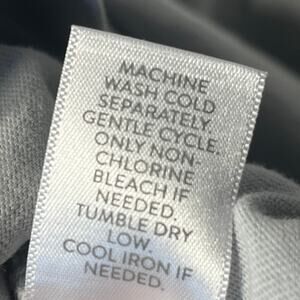 MACHINE
WASH COLD
SEPARATELY.
GENTLE CYCLE.
ONLY NON-
CHLORINE
BLEACH IF
NEEDED.
TUMBLE DRY
LOW.
COOL IRON IF
NEEDED.